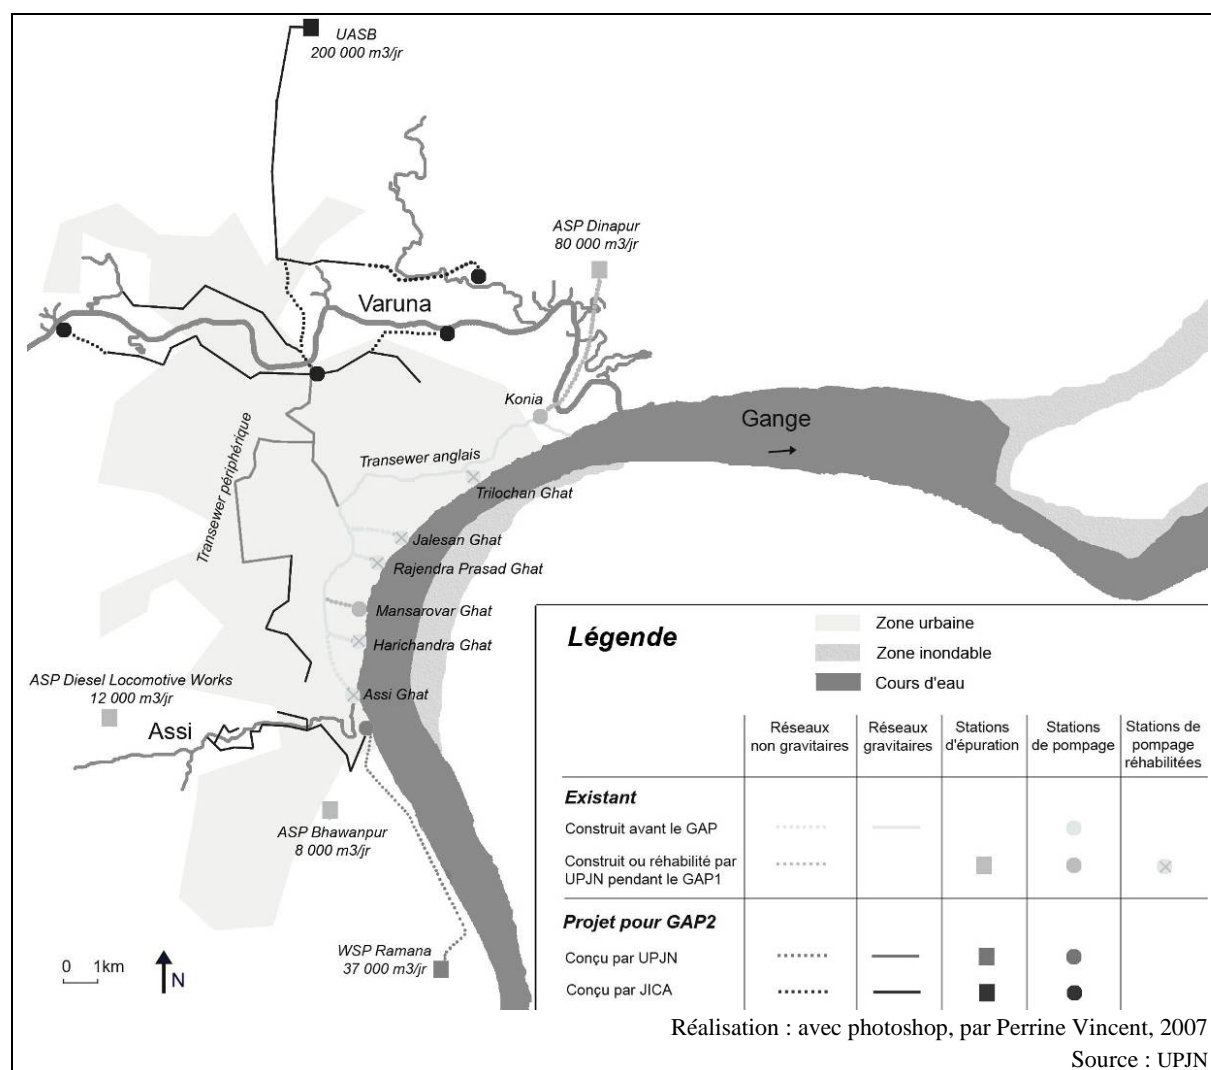 UASB
200 000 m3/jr
ASP Dinapur
80 000 m3/jr
Varuna
Konia
Gange
Transewer périphérique
Transewer anglais
Trilochan Ghat
Jalesan Ghat
Rajendra Prasad Ghat
Mansarovar Ghat
Harichandra Ghat
ASP Diesel Locomotive Works
12 000 m3/jr
Assi Ghat
Assi
ASP Bhawanpur
8 000 m3/jr
WSP Ramana
37 000 m3/jr
0 1km
N
Légende
Zone urbaine
Zone inondable
Cours d'eau
Réseaux non gravitaires
Réseaux gravitaires
Stations d'épuration
Stations de pompage
Stations de pompage réhabilitées
Existant
Construit avant le GAP
Construit ou réhabilité par
UPJN pendant le GAP1
Projet pour GAP2
Conçu par UPJN
Conçu par JICA
Réalisation : avec photoshop, par Perrine Vincent, 2007
Source : UPJN